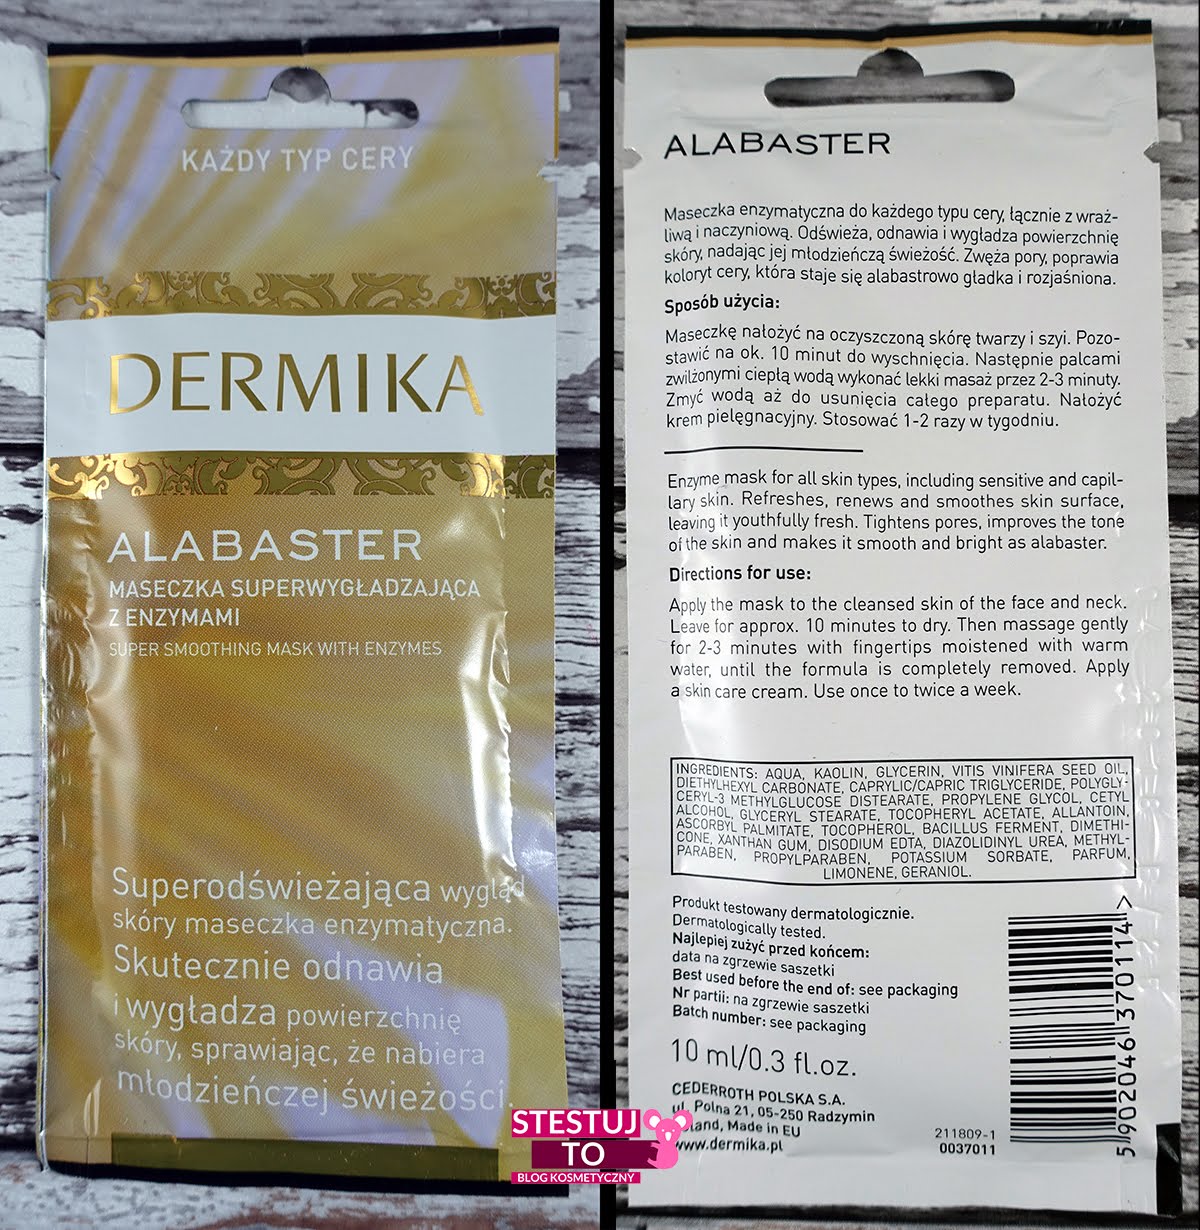 KAŻDY TYP CERY
DERMIKA
ALABASTER
MASECZKA SUPERWYGŁADZAJĄCA
Z ENZYMAMI
SUPER SMOOTHING MASK WITH ENZYMES
Superodświeżająca wygląd
skóry maseczka enzymatyczna.
Skutecznie odnawia
i wygładza powierzchnię
skóry, sprawiając, że nabiera
młodzieńczej świeżości.
ALABASTER
Maseczka enzymatyczna do każdego typu cery, łącznie z wraż-
liwą i naczyniową. Odświeża, odnawia i wygładza powierzchnię
skóry, nadając jej młodzieńczą świeżość. Zwęża pory, poprawia
koloryt cery, która staje się alabastrowo gładka i rozjaśniona.
Sposób użycia:
Maseczkę nałożyć na oczyszczoną skórę twarzy i szyi. Pozo-
stawić na ok. 10 minut do wyschnięcia. Następnie palcami
zwilżonymi ciepłą wodą wykonać lekki masaż przez 2-3 minuty.
Zmyć wodą aż do usunięcia całego preparatu. Nałożyć
krem pielęgnacyjny. Stosować 1-2 razy w tygodniu.
Enzyme mask for all skin types, including sensitive and capil-
lary skin. Refreshes, renews and smoothes skin surface,
leaving it youthfully fresh. Tightens pores, improves the tone
of the skin and makes it smooth and bright as alabaster.
Directions for use:
Apply the mask to the cleansed skin of the face and neck.
Leave for approx. 10 minutes to dry. Then massage gently
for 2-3 minutes with fingertips moistened with warm
water, until the formula is completely removed. Apply
a skin care cream. Use once to twice a week.
INGREDIENTS: AQUA, KAOLIN, GLYCERIN, VITIS VINIFERA SEED OIL,
DIETHYLHEXYL CARBONATE, CAPRYLIC/CAPRIC TRIGLYCERIDE, POLYGLY-
CERYL-3 METHYLGLUCOSE DISTEARATE, PROPYLENE GLYCOL, CETYL
ALCOHOL, GLYCERYL STEARATE, TOCOPHERYL ACETATE, ALLANTOIN,
ASCORBYL PALMITATE, TOCOPHEROL, BACILLUS FERMENT, DIMETHI-
CONE, XANTHAN GUM, DISODIUM EDTA, DIAZOLIDINYL UREA, METHYL-
PARABEN, PROPYLPARABEN, POTASSIUM SORBATE, PARFUM,
LIMONENE, GERANIOL.
Produkt testowany dermatologicznie.
Dermatologically tested.
Najlepiej zużyć przed końcem:
data na zgrzewie saszetki
Best used before the end of: see packaging
Nr partii: na zgrzewie saszetki
Batch number: see packaging
10 ml/0.3 fl.oz.
CEDERROTH POLSKA S.A.
ul. Polna 21, 05-250 Radzymin
Poland, Made in EU
www.dermika.pl
211809-1
0037011
5 902046 370114 >
STESTUJ
TO
BLOG KOSMETYCZNY